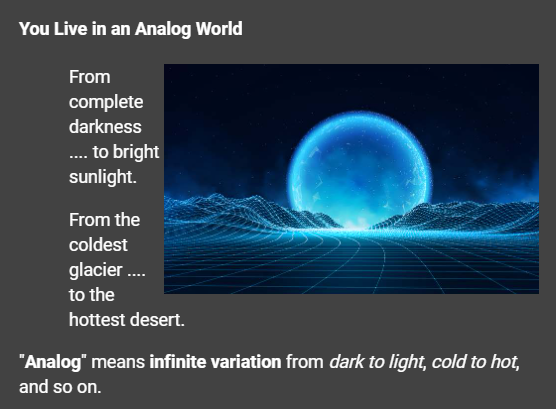 You Live in an Analog World
From
complete
darkness
.... to bright
sunlight.
From the
coldest
glacier ....
to the
hottest desert.
"Analog" means infinite variation from dark to light, cold to hot,
and so on.